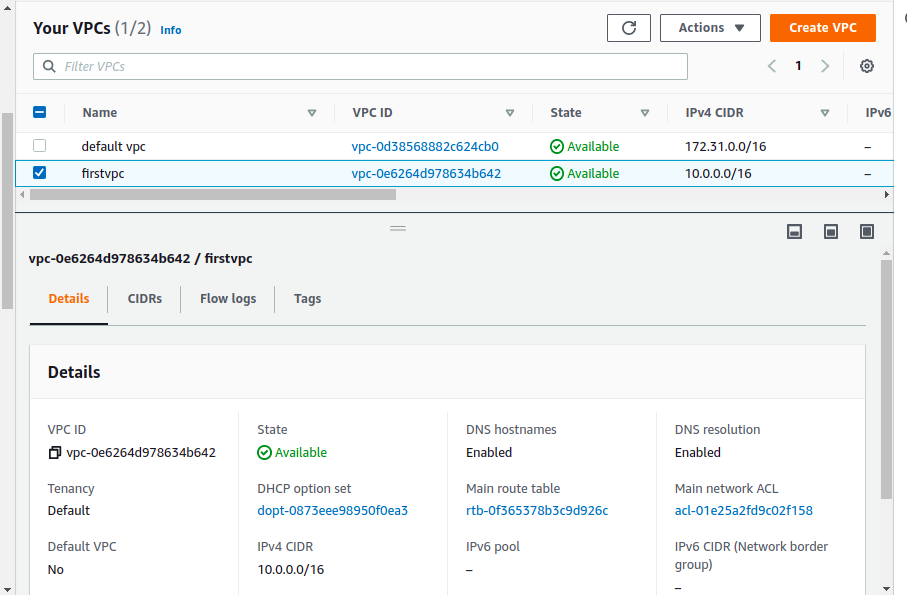 Your VPCs (1/2) Info
Actions
Create VPC
Filter VPCs
1
Name VPC ID State IPv4 CIDR IPv6
default vpc vpc-0d38568882c624cb0 Available 172.31.0.0/16 –
firstvpc vpc-0e6264d978634b642 Available 10.0.0.0/16 –
vpc-0e6264d978634b642 / firstvpc
Details CIDRs Flow logs Tags
Details
VPC ID State DNS hostnames DNS resolution
vpc-0e6264d978634b642 Available Enabled Enabled
Tenancy DHCP option set Main route table Main network ACL
Default dopt-0873eee98950f0ea3 rtb-0f365378b3c9d926c acl-01e25a2fd9c02f158
Default VPC IPv4 CIDR IPv6 pool IPv6 CIDR (Network border
group)
No 10.0.0.0/16 –
–